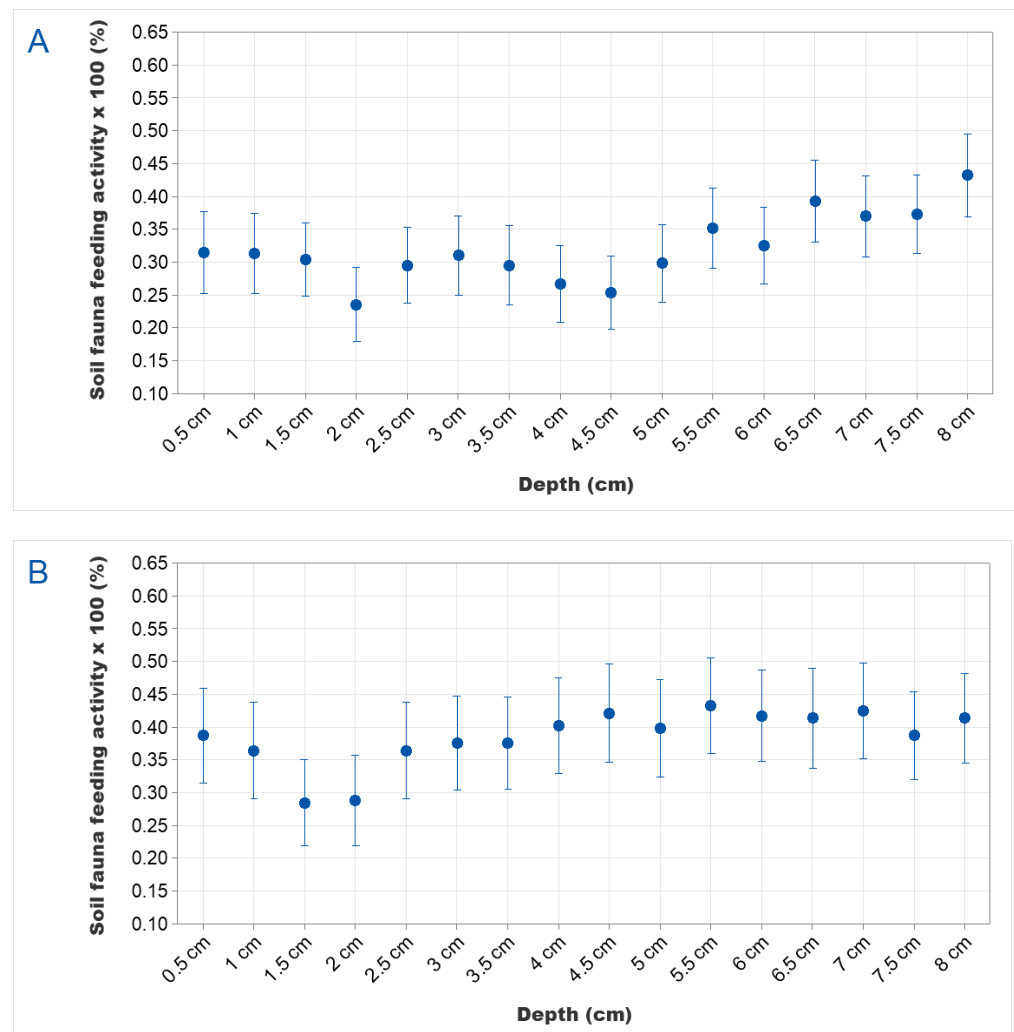 A
Soil fauna feeding activity x 100 (%)
0.65
0.60
0.55
0.50
0.45
0.40
0.35
0.30
0.25
0.20
0.15
0.10
0.5 cm
1 cm
1.5 cm
2 cm
2.5 cm
3 cm
3.5 cm
4 cm
4.5 cm
5 cm
5.5 cm
6 cm
6.5 cm
7 cm
7.5 cm
8 cm
Depth (cm)
B
Soil fauna feeding activity x 100 (%)
0.65
0.60
0.55
0.50
0.45
0.40
0.35
0.30
0.25
0.20
0.15
0.10
0.5 cm
1 cm
1.5 cm
2 cm
2.5 cm
3 cm
3.5 cm
4 cm
4.5 cm
5 cm
5.5 cm
6 cm
6.5 cm
7 cm
7.5 cm
8 cm
Depth (cm)